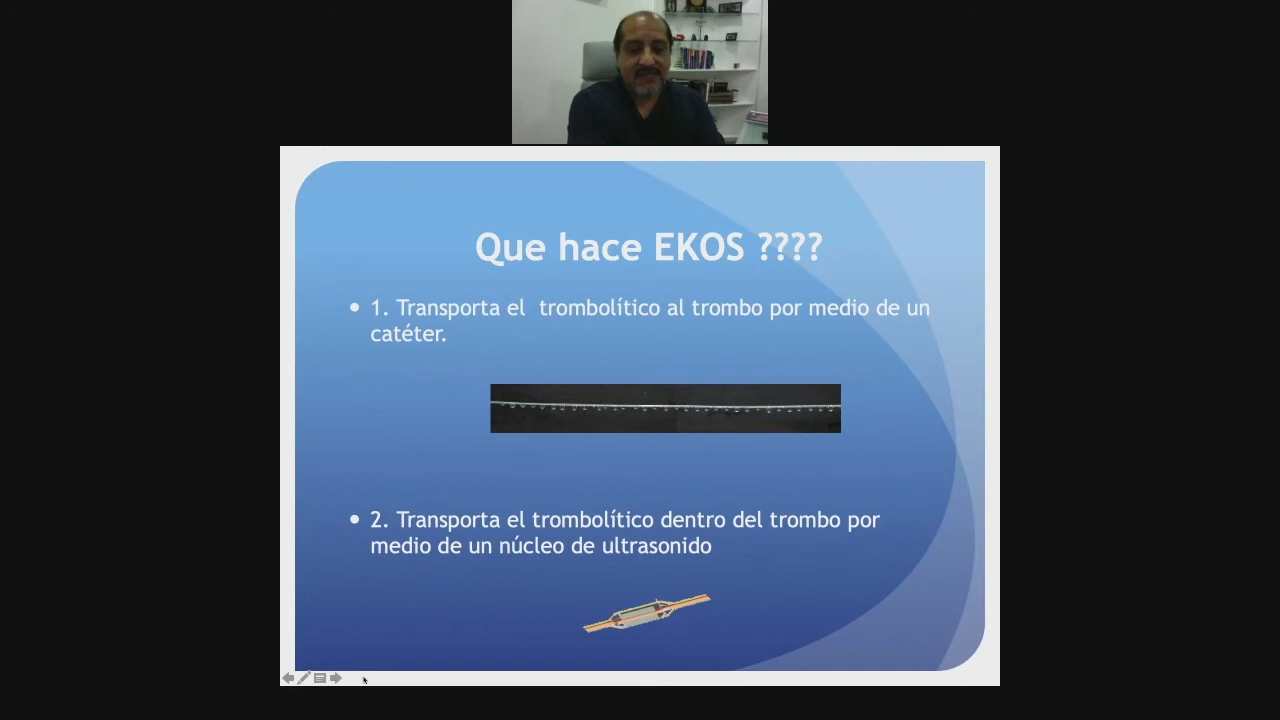 Que hace EKOS ????
• 1. Transporta el trombolítico al trombo por medio de un
catéter.
• 2. Transporta el trombolítico dentro del trombo por
medio de un núcleo de ultrasonido